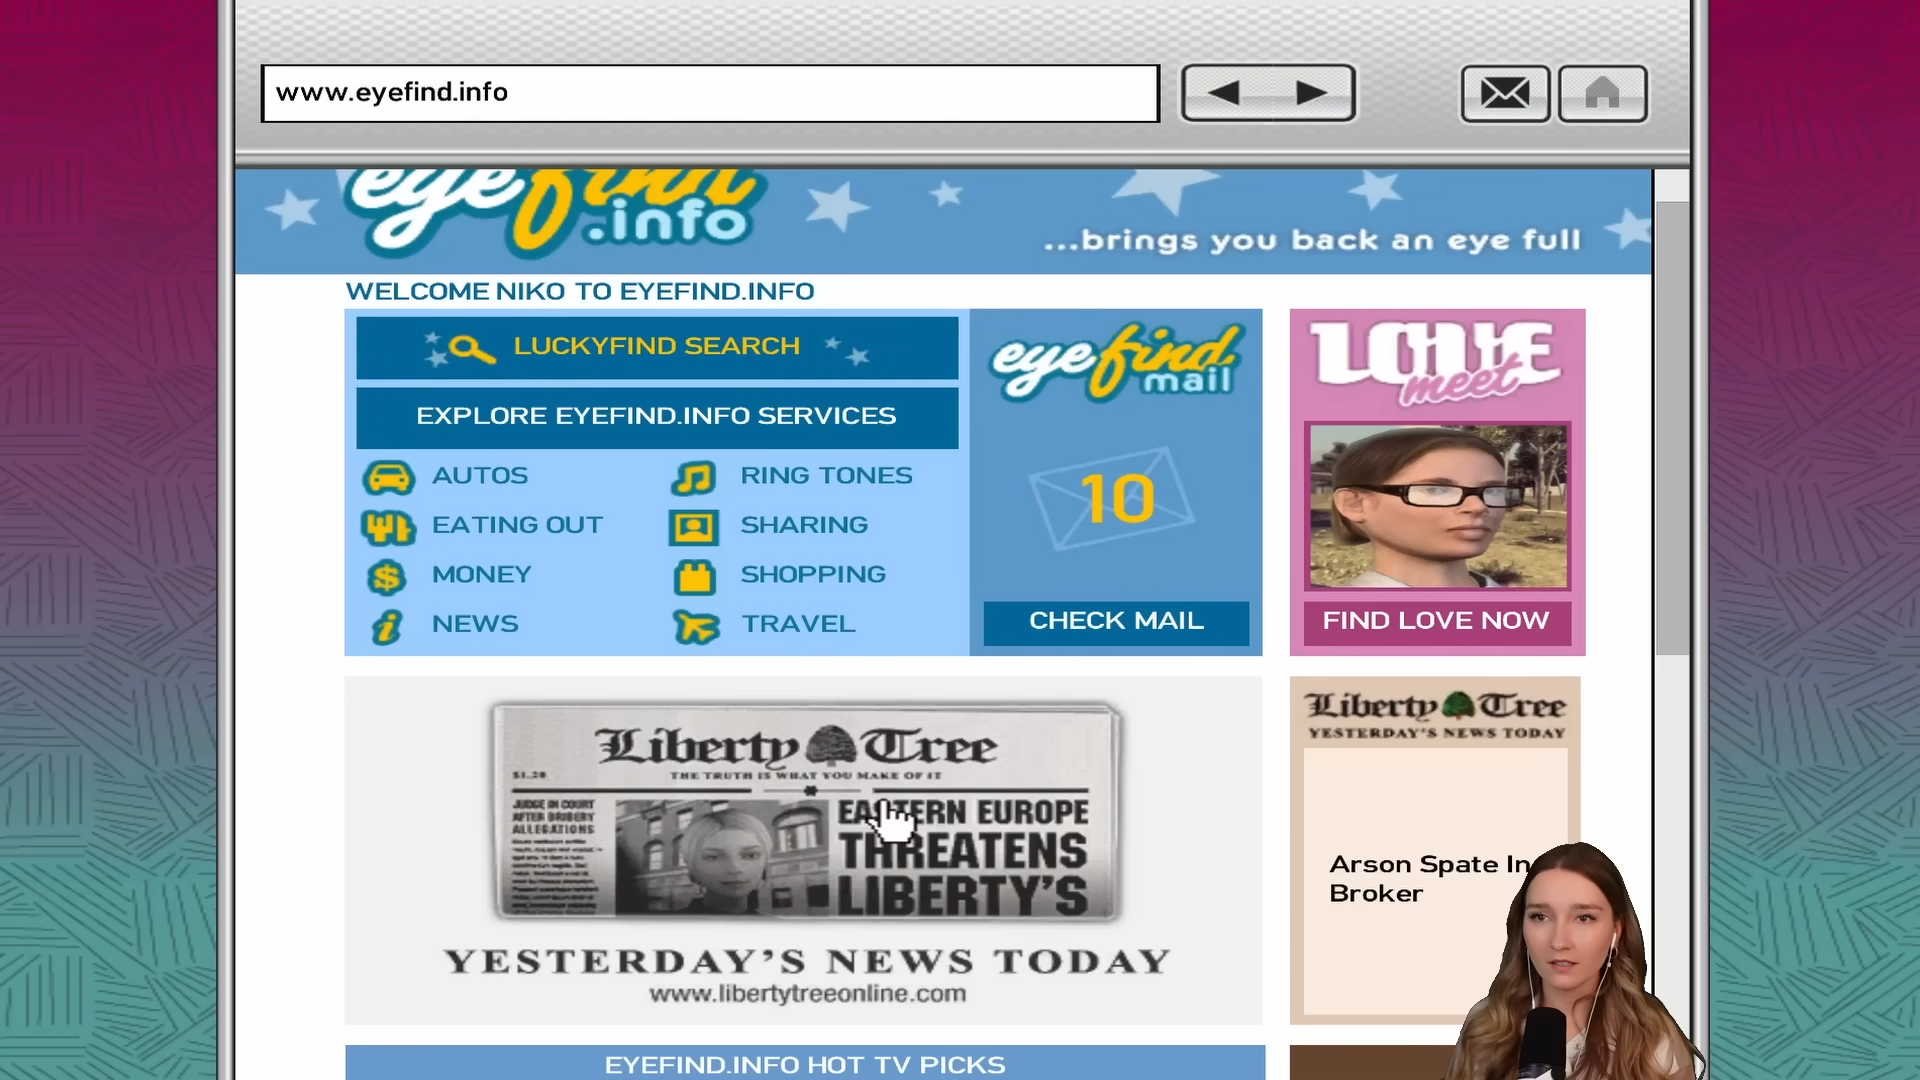 www.eyefind.info
eyefind
.info
...brings you back an eye full
WELCOME NIKO TO EYEFIND.INFO
LUCKYFIND SEARCH
EXPLORE EYEFIND.INFO SERVICES
AUTOS
RING TONES
EATING OUT
SHARING
MONEY
SHOPPING
NEWS
TRAVEL
eyefind
mail
10
CHECK MAIL
LOVE
meet
FIND LOVE NOW
Liberty Tree
$1.20
THE TRUTH IS WHAT YOU MAKE OF IT
JUDGE IN COURT
AFTER BRIBERY
ALLEGATIONS
EASTERN EUROPE
THREATENS
LIBERTY'S
YESTERDAY'S NEWS TODAY
www.libertytreeonline.com
Liberty Tree
YESTERDAY'S NEWS TODAY
Arson Spate In
Broker
EYEFIND.INFO HOT TV PICKS